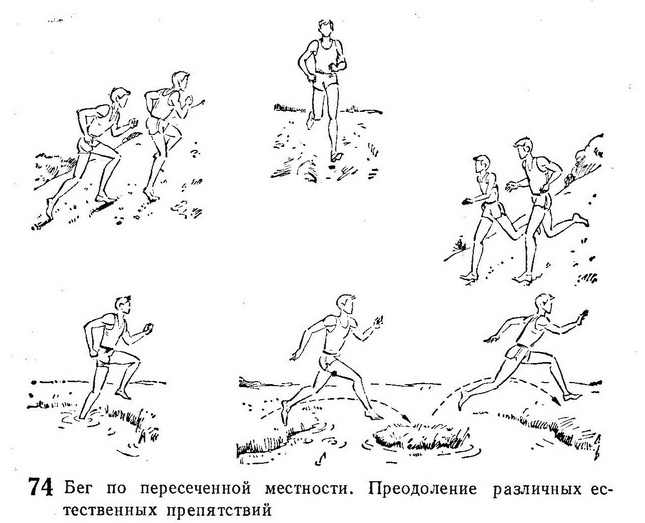 74 Бег по пересеченной местности. Преодоление различных ес-
тественных препятствий